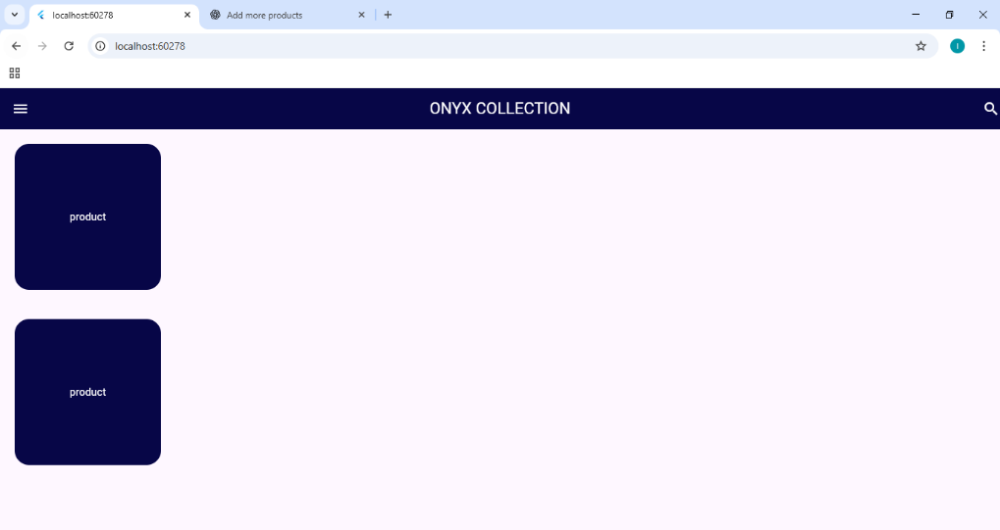 localhost:60278
Add more products
localhost:60278
I
ONYX COLLECTION
product
product